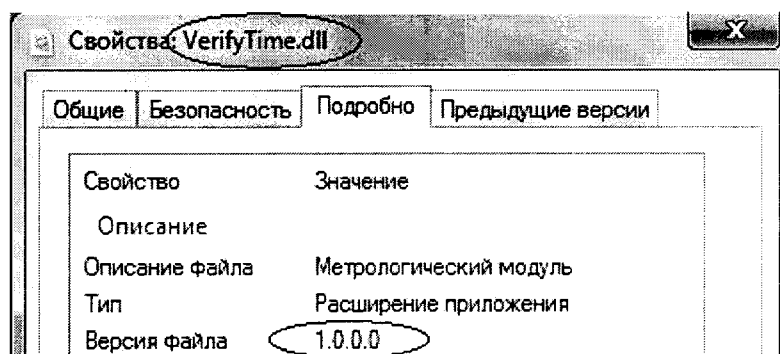 Свойства: VerifyTime.dll
Общие Безопасность Подробно Предыдущие версии
Свойство Значение
Описание
Описание файла Метрологический модуль
Тип Расширение приложения
Версия файла 1.0.0.0